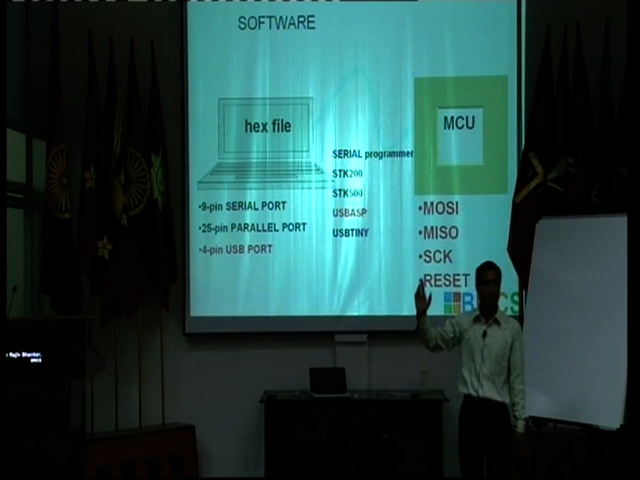 SOFTWARE
hex file
MCU
SERIAL programmer
STK200
STK500
USBASP
USBTINY
•9-pin SERIAL PORT
•25-pin PARALLEL PORT
•4-pin USB PORT
•MOSI
•MISO
•SCK
•RESET